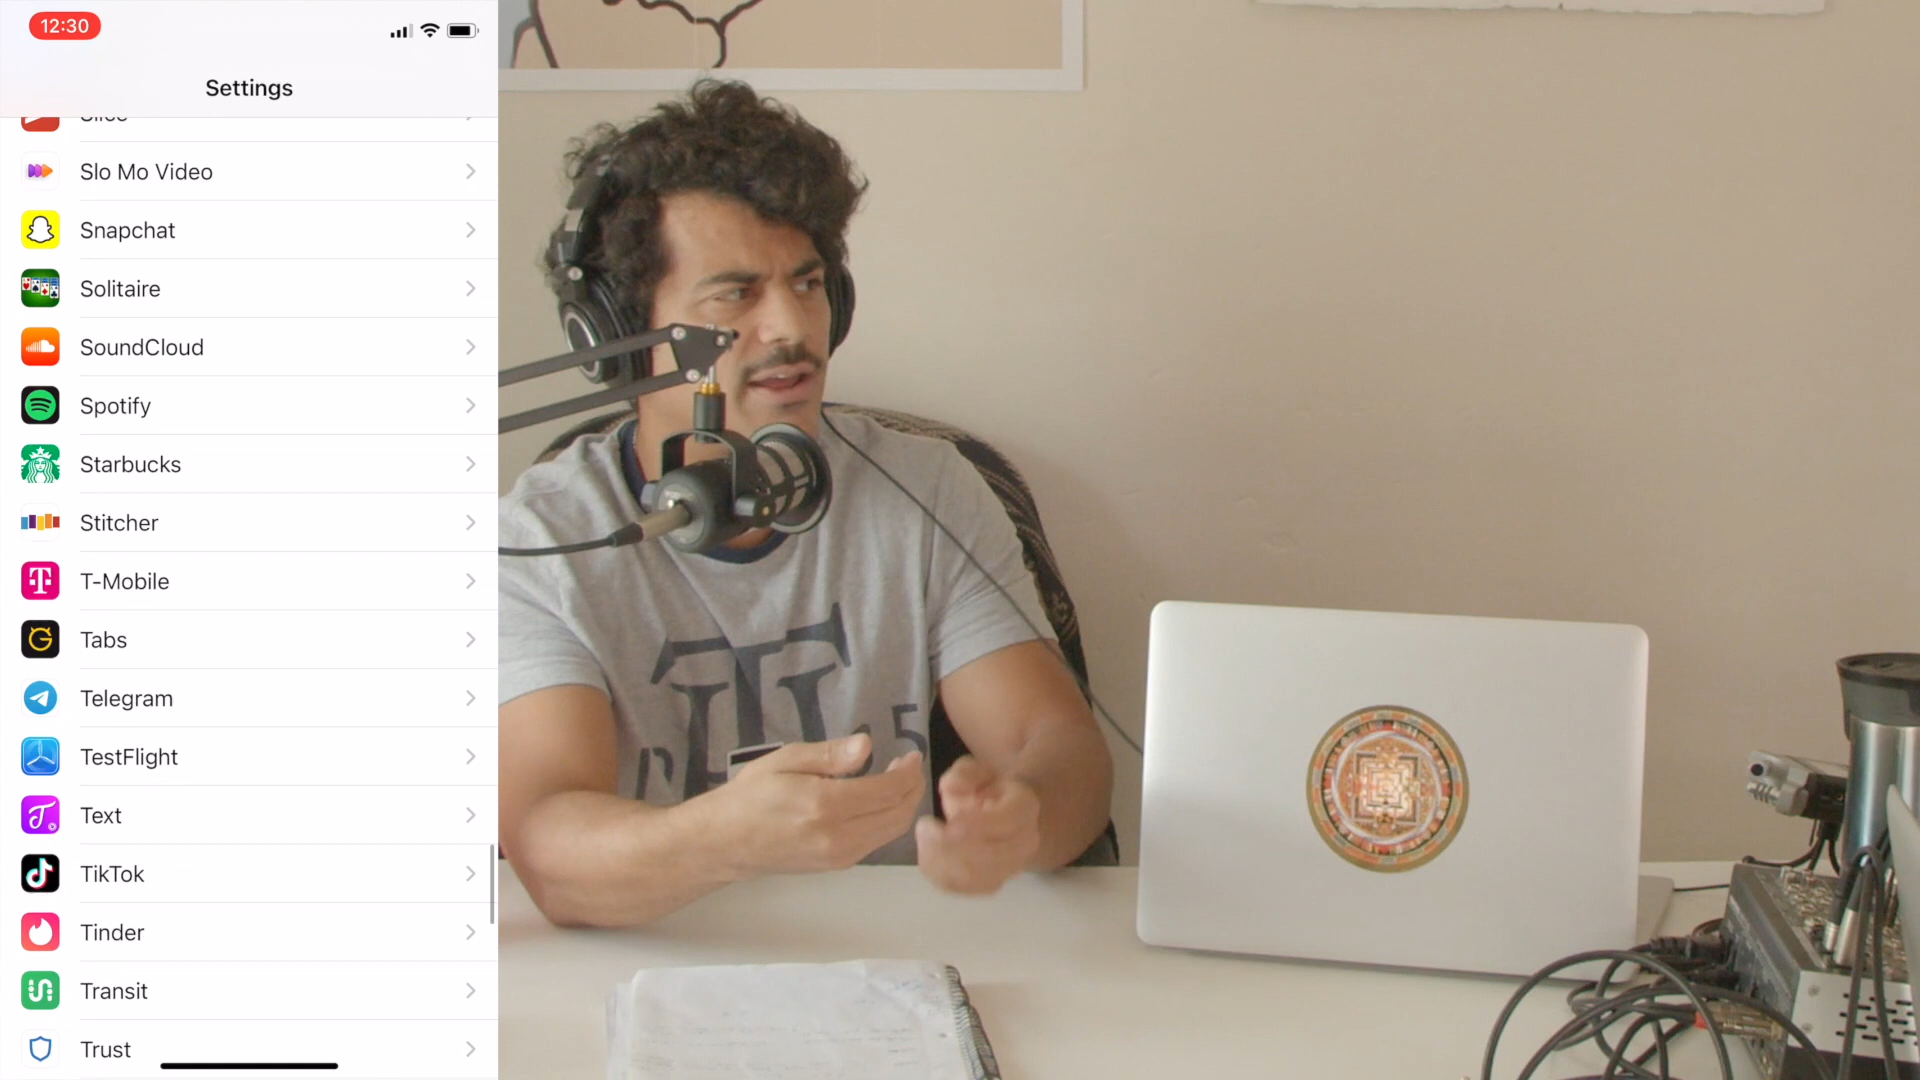 12:30
Settings
Slice
Slo Mo Video
Snapchat
Solitaire
SoundCloud
Spotify
Starbucks
Stitcher
T-Mobile
Tabs
Telegram
TestFlight
Text
TikTok
Tinder
Transit
Trust